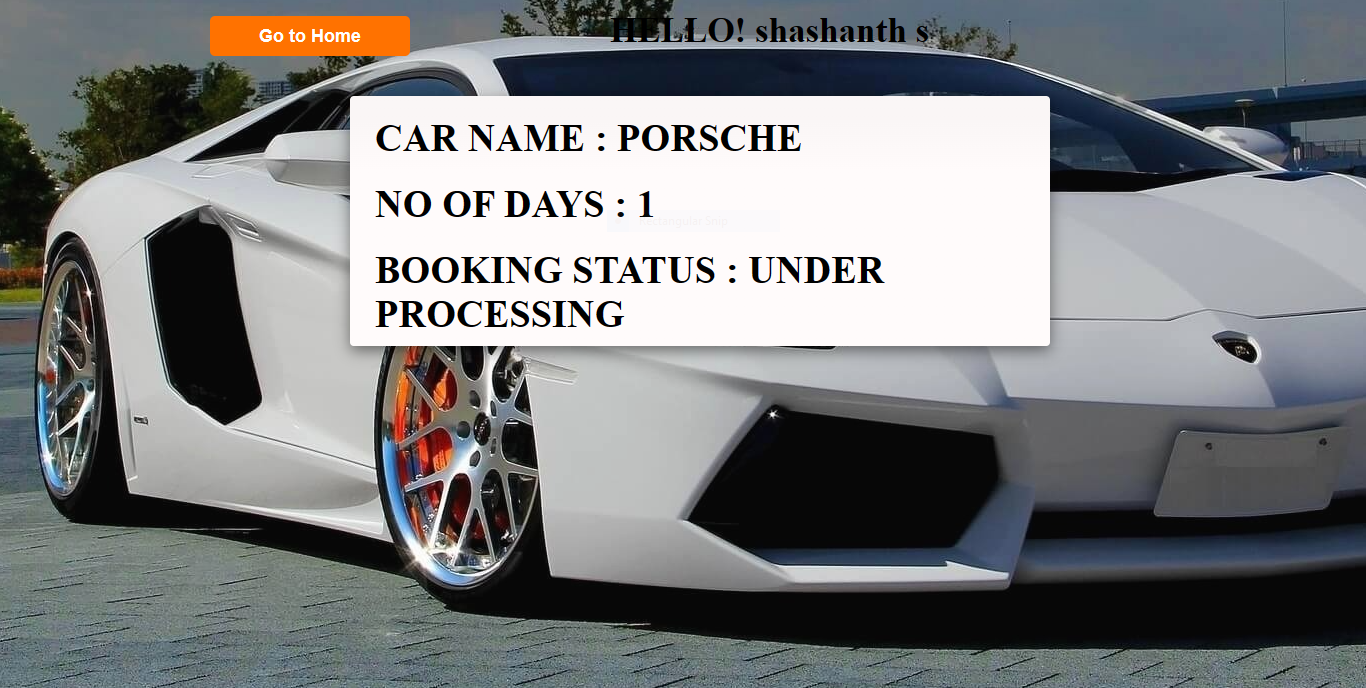 Go to Home
HELLO! shashanth s
CAR NAME : PORSCHE
NO OF DAYS : 1
BOOKING STATUS : UNDER
PROCESSING